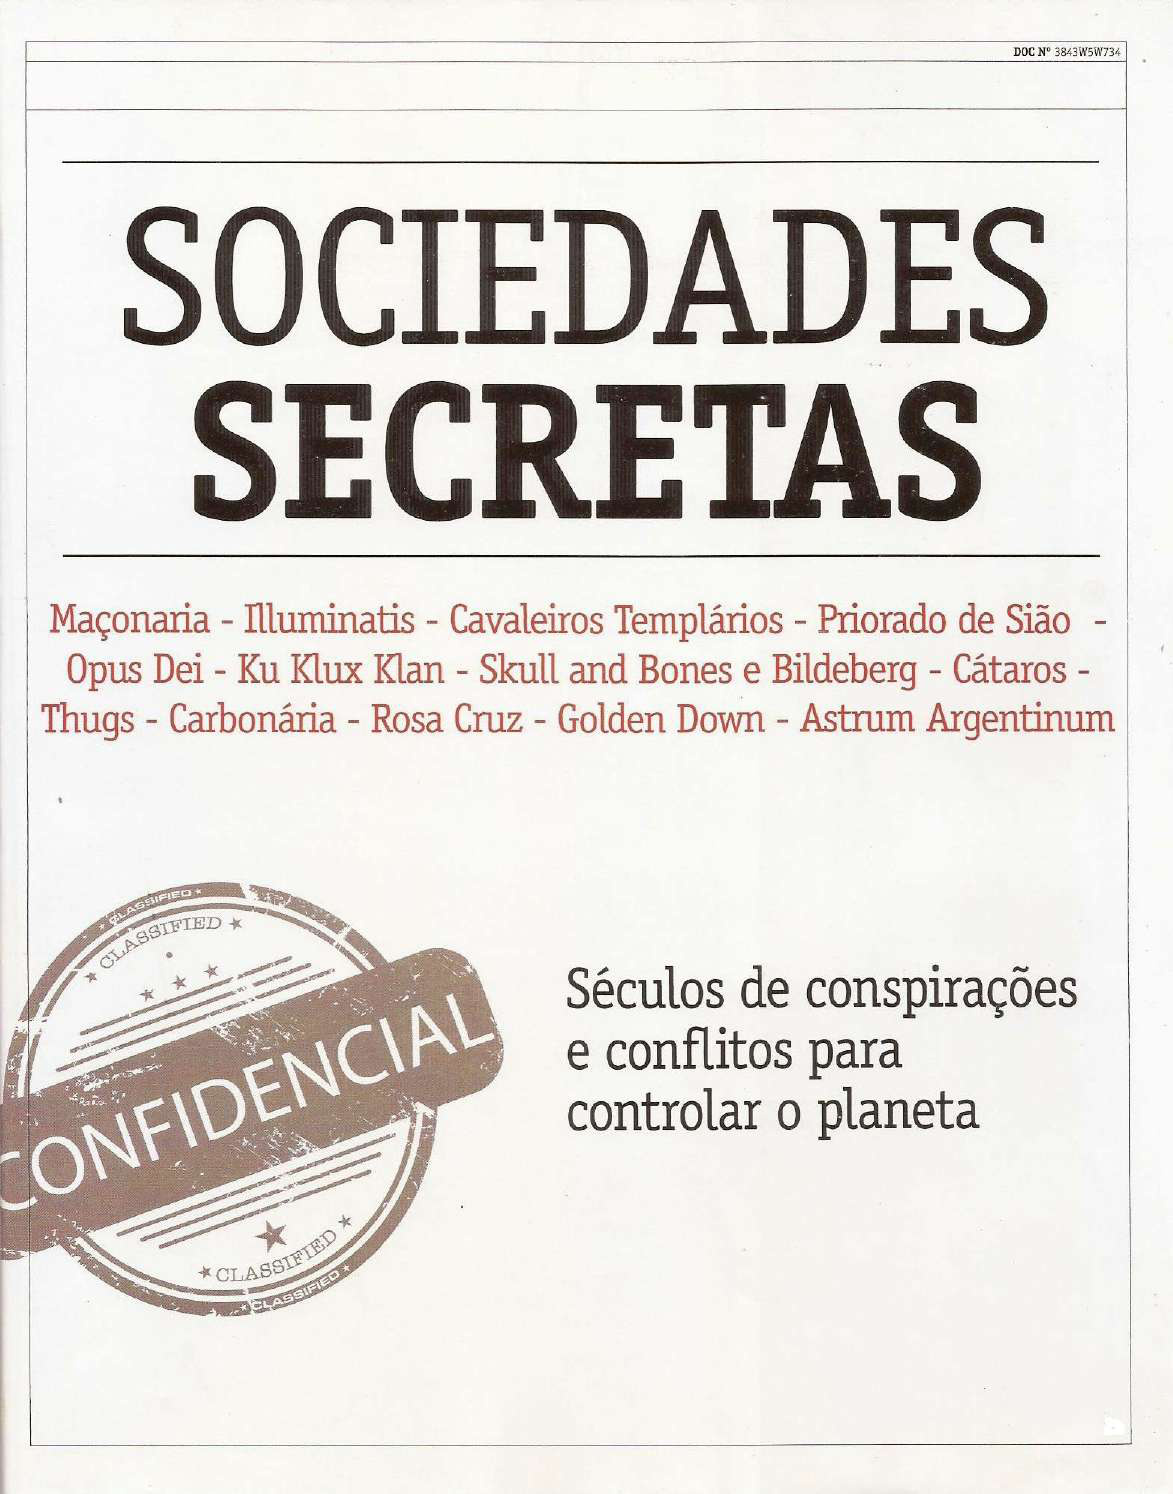 DOC Nº 3843W5W734
SOCIEDADES
SECRETAS
Maçonaria - Illuminatis - Cavaleiros Templários - Priorado de Sião -
Opus Dei - Ku Klux Klan - Skull and Bones e Bildeberg - Cátaros -
Thugs - Carbonária - Rosa Cruz - Golden Down - Astrum Argentinum
CLASSIFIED
CLASSIFIED
CONFIDENCIAL
Séculos de conspirações
e conflitos para
controlar o planeta
CLASSIFIED
CLASSIFIED